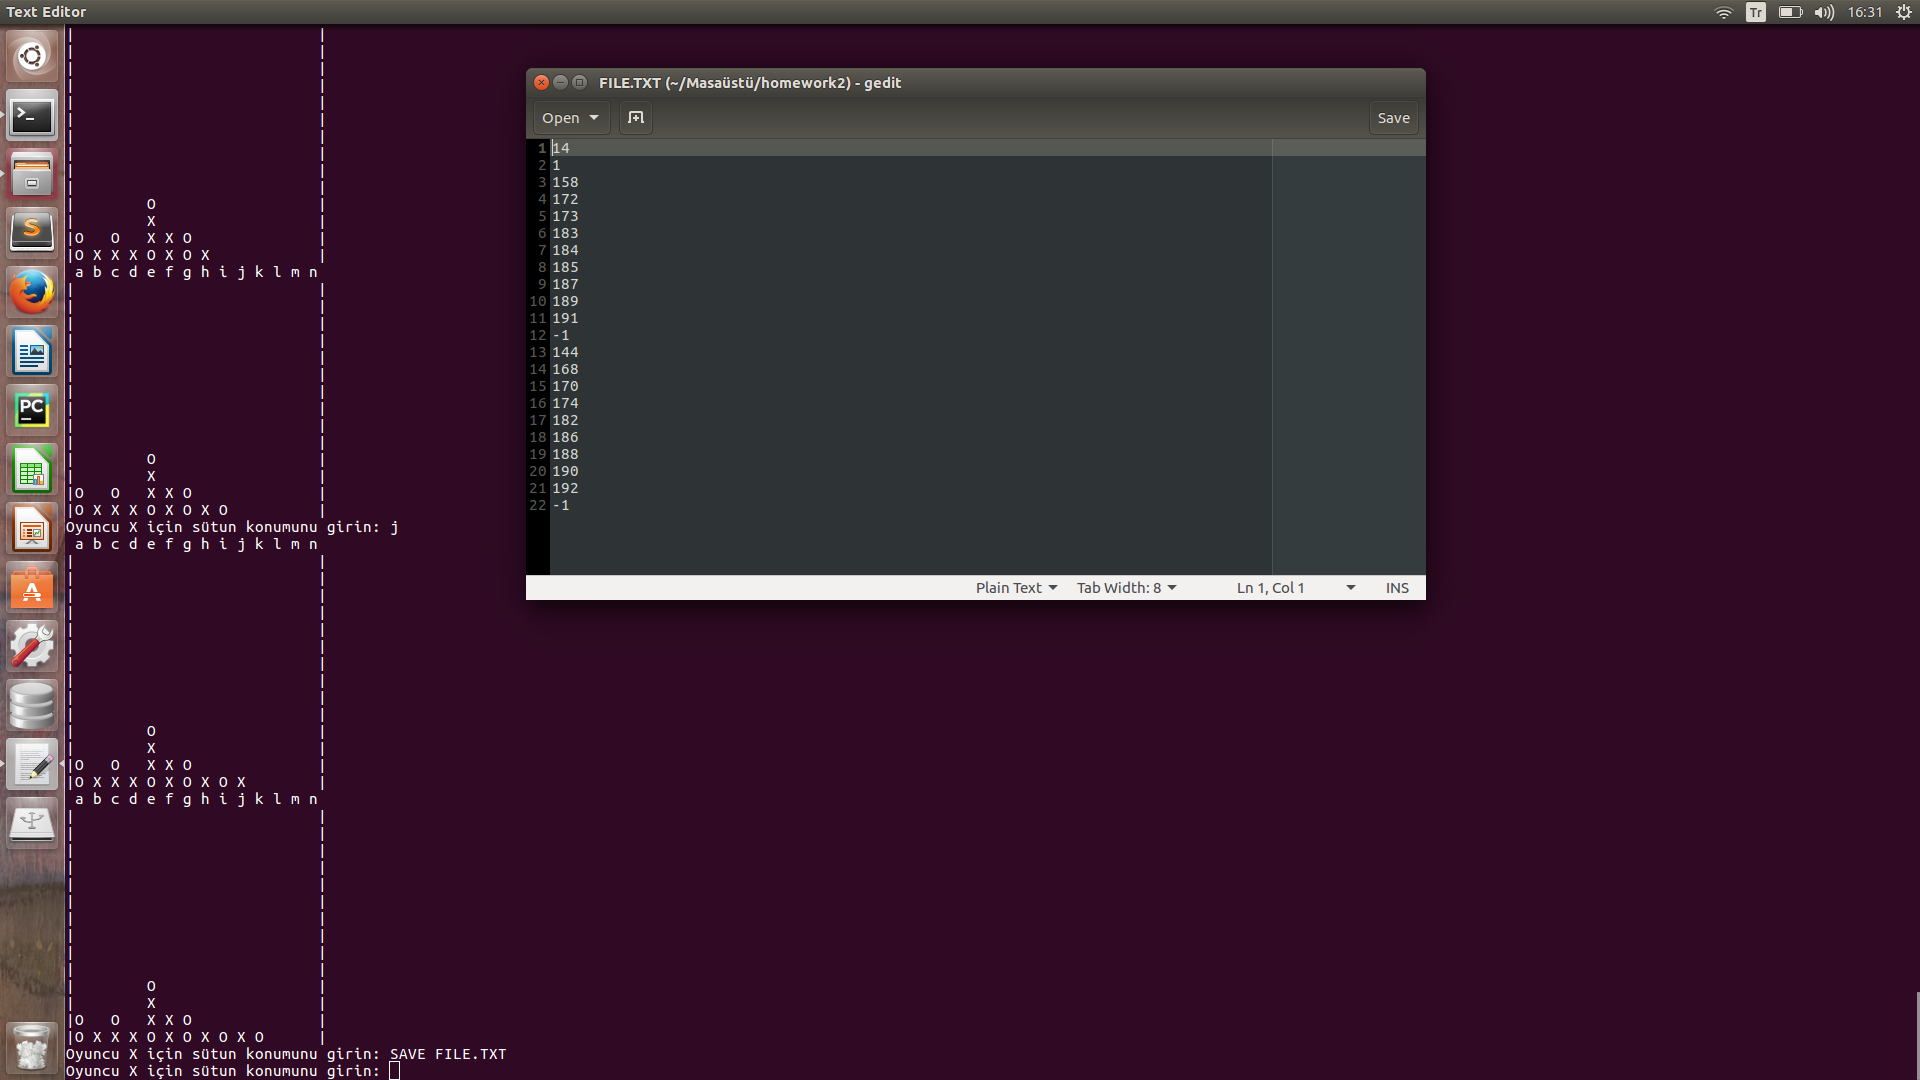 Text Editor
Tr
16:31
|O   O   X X O              |
O
X
|O X X X O X O X            |
a b c d e f g h i j k l m n
O
X
|O   O   X X O              |
|O X X X O X O X O          |
Oyuncu X için sütun konumunu girin: j
a b c d e f g h i j k l m n
O
X
|O   O   X X O              |
|O X X X O X O X O X        |
a b c d e f g h i j k l m n
O
X
|O   O   X X O              |
|O X X X O X O X O X O      |
Oyuncu X için sütun konumunu girin: SAVE FILE.TXT
Oyuncu X için sütun konumunu girin:
FILE.TXT (~/Masaüstü/homework2) - gedit
Open
Save
1 14
2 1
3 158
4 172
5 173
6 183
7 184
8 185
9 187
10 189
11 191
12 -1
13 144
14 168
15 170
16 174
17 182
18 186
19 188
20 190
21 192
22 -1
Plain Text Tab Width: 8 Ln 1, Col 1 INS
S
PC
A